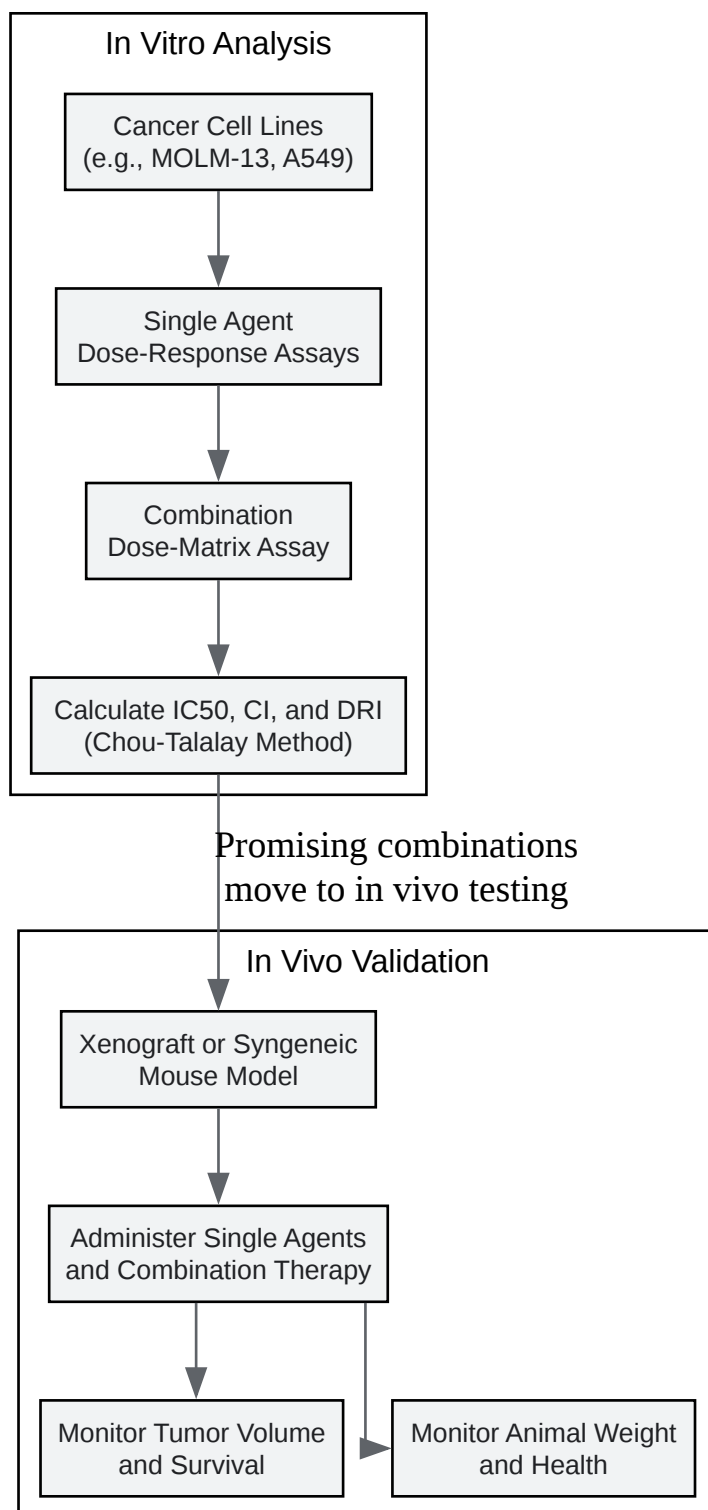 In Vitro Analysis
Cancer Cell Lines
(e.g., MOLM-13, A549)
Single Agent
Dose-Response Assays
Combination
Dose-Matrix Assay
Calculate IC50, CI, and DRI
(Chou-Talalay Method)
Promising combinations
move to in vivo testing
In Vivo Validation
Xenograft or Syngeneic
Mouse Model
Administer Single Agents
and Combination Therapy
Monitor Tumor Volume
and Survival
Monitor Animal Weight
and Health